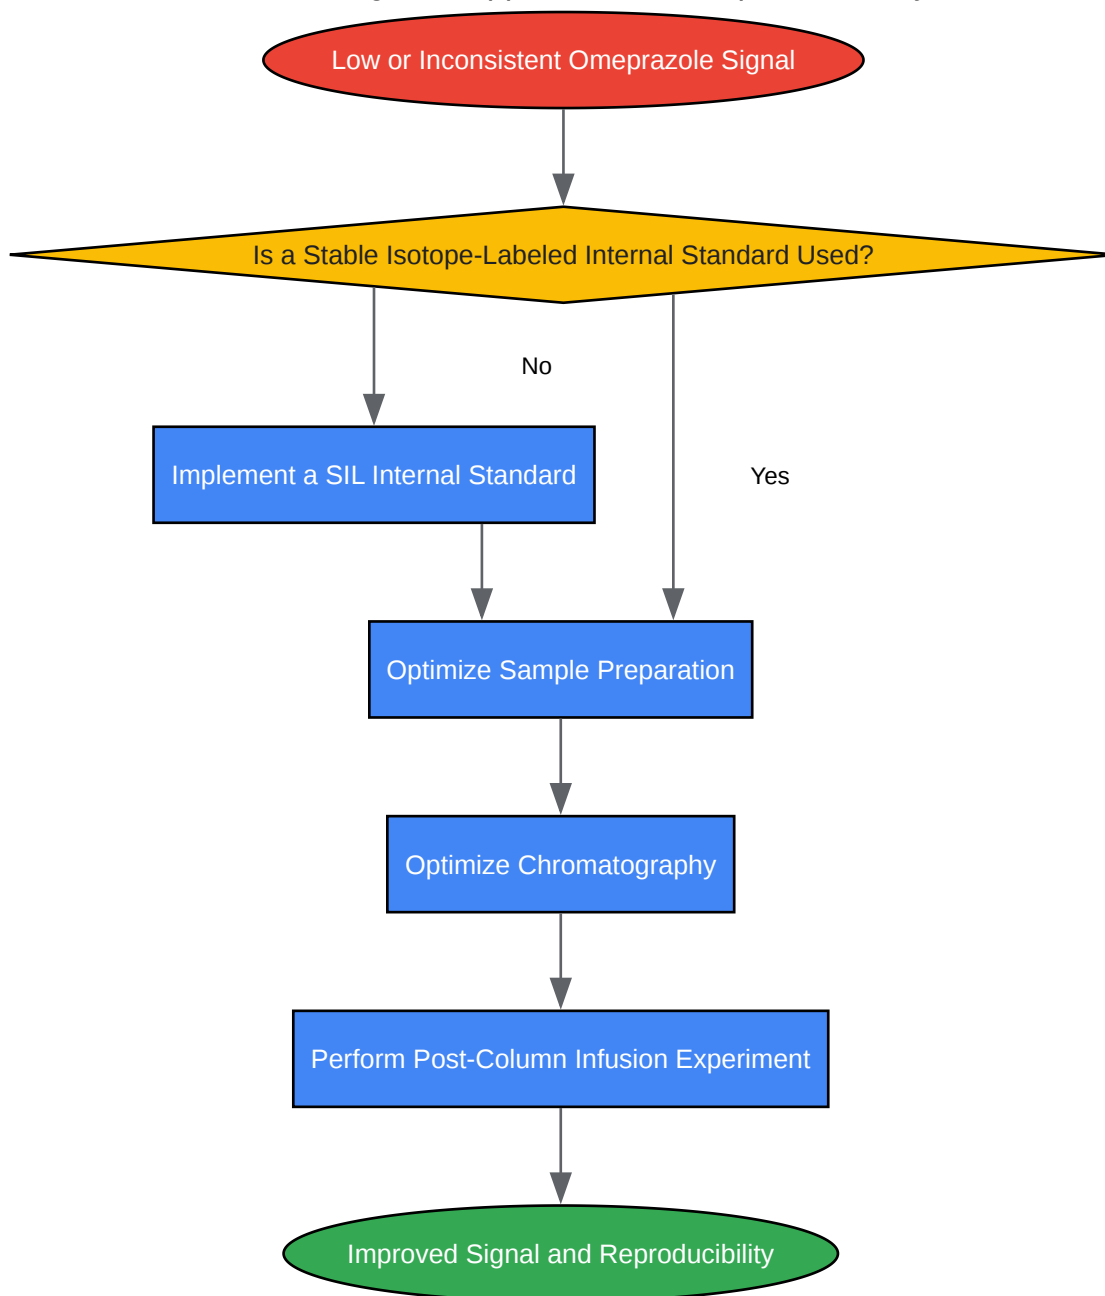 Low or Inconsistent Omeprazole Signal
Is a Stable Isotope-Labeled Internal Standard Used?
No
Implement a SIL Internal Standard
Yes
Optimize Sample Preparation
Optimize Chromatography
Perform Post-Column Infusion Experiment
Improved Signal and Reproducibility